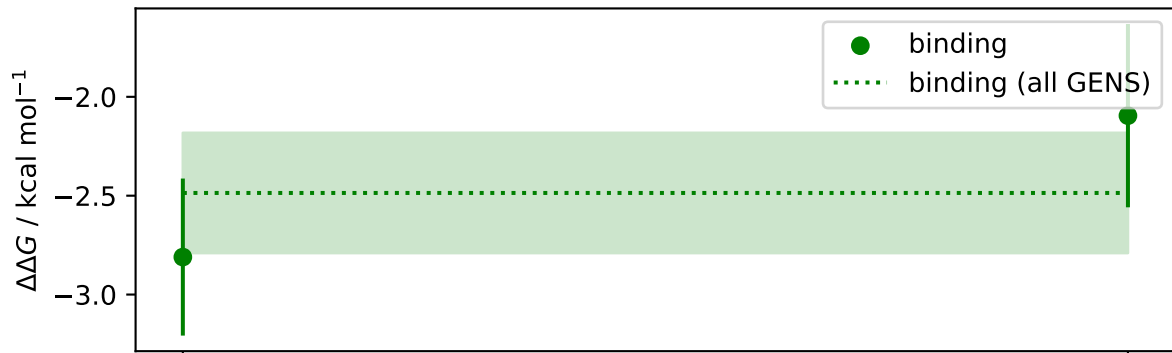 binding
binding (all GENS)
ΔΔG / kcal mol⁻¹
−2.0
−2.5
−3.0